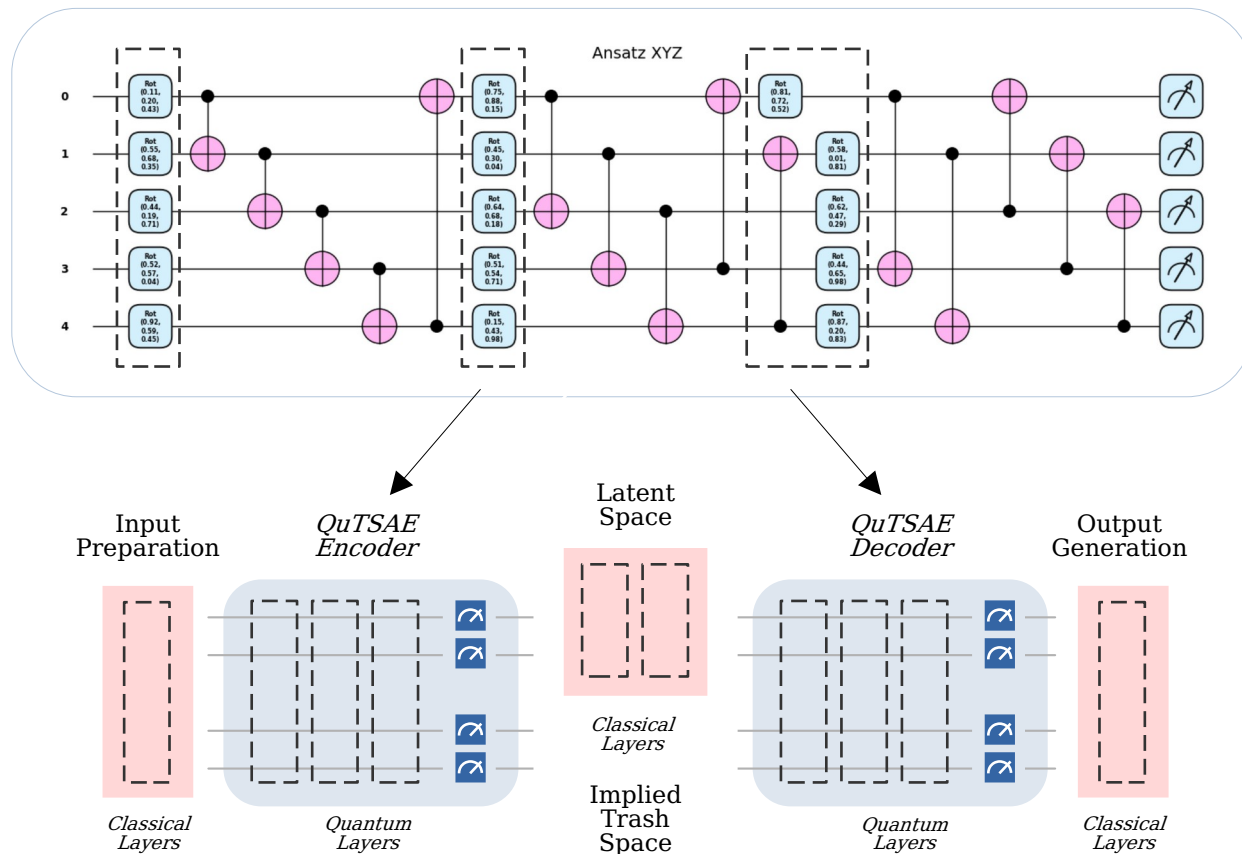 Ansatz XYZ
0
Rot
(0.11,
0.20,
0.43)
Rot
(0.75,
0.88,
0.15)
Rot
(0.81,
0.72,
0.52)
1
Rot
(0.55,
0.68,
0.35)
Rot
(0.45,
0.30,
0.04)
Rot
(0.58,
0.01,
0.81)
2
Rot
(0.44,
0.19,
0.71)
Rot
(0.64,
0.68,
0.18)
Rot
(0.62,
0.47,
0.29)
3
Rot
(0.52,
0.57,
0.04)
Rot
(0.51,
0.54,
0.71)
Rot
(0.44,
0.65,
0.98)
4
Rot
(0.92,
0.59,
0.45)
Rot
(0.15,
0.43,
0.98)
Rot
(0.87,
0.20,
0.83)
Input
Preparation
QuTSAE
Encoder
Latent
Space
QuTSAE
Decoder
Output
Generation
Classical
Layers
Quantum
Layers
Classical
Layers
Implied
Trash
Space
Quantum
Layers
Classical
Layers